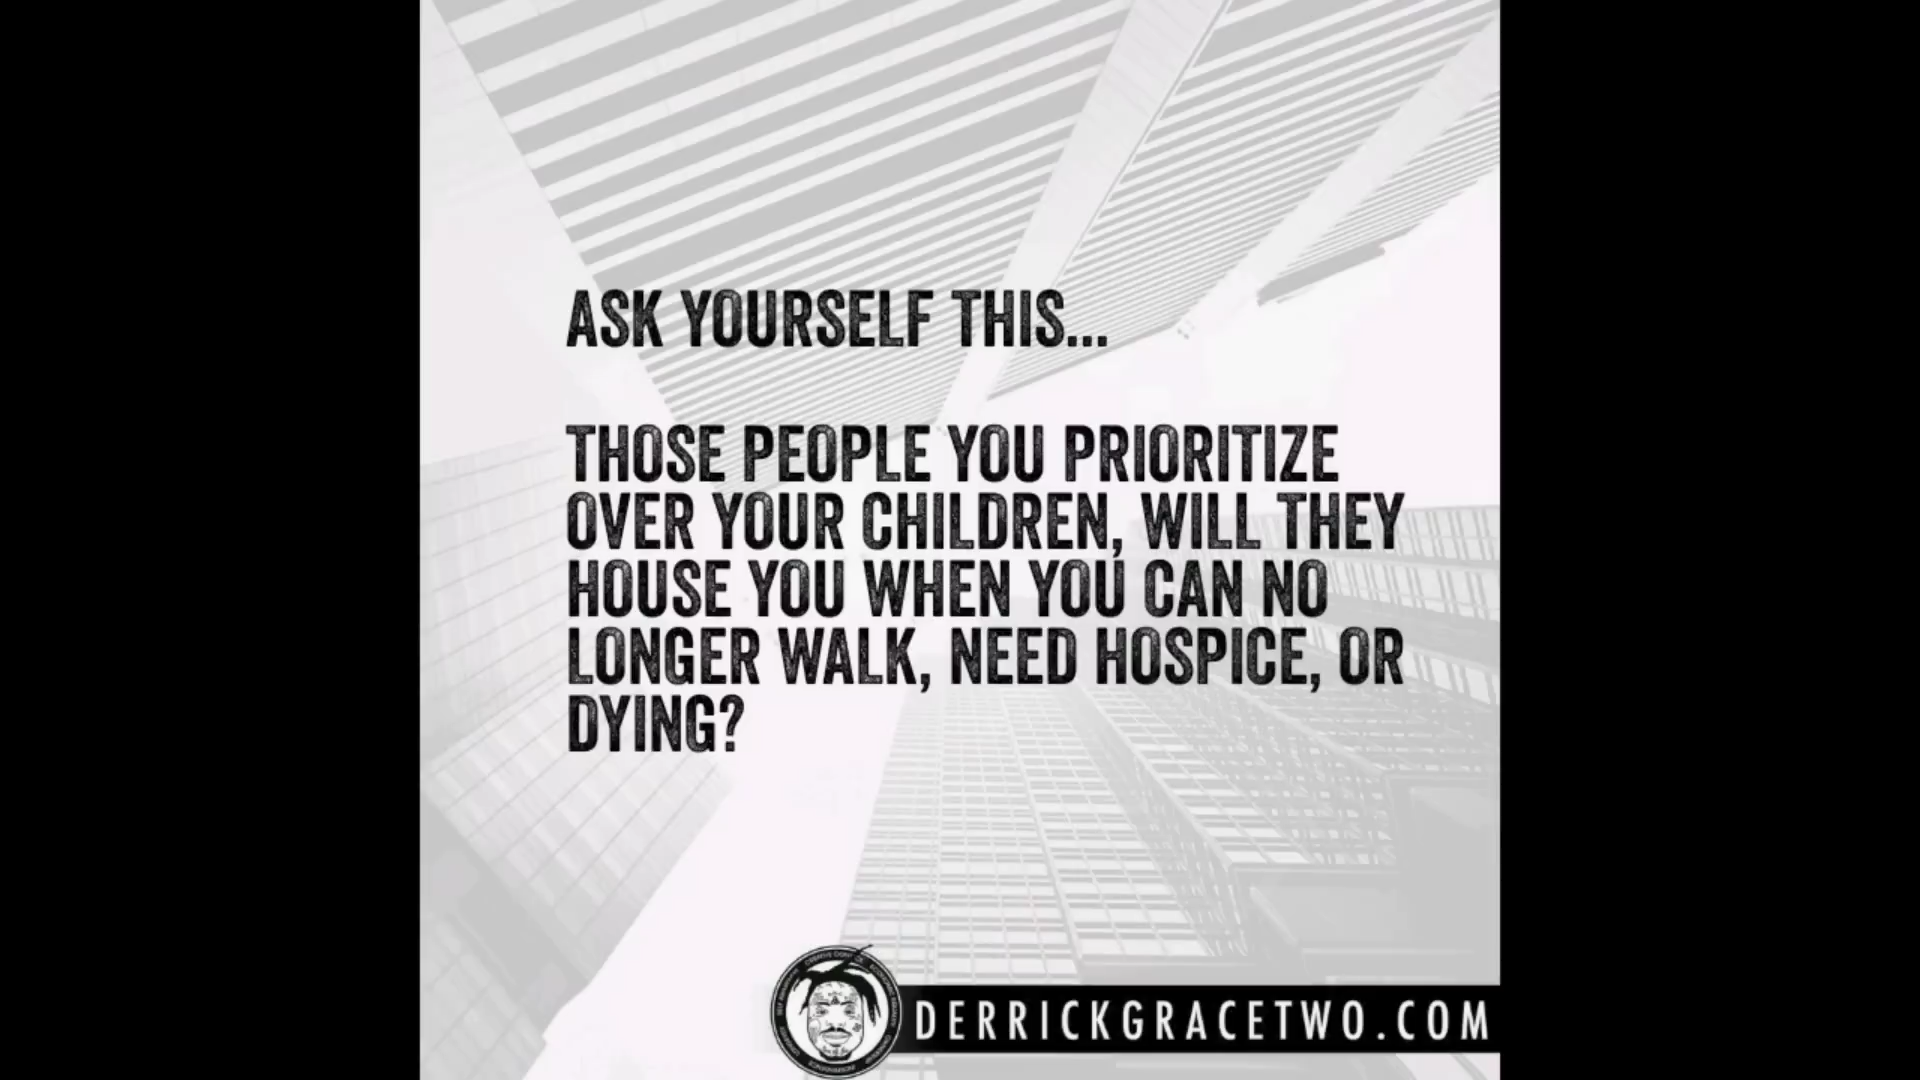 ASK YOURSELF THIS...
THOSE PEOPLE YOU PRIORITIZE
OVER YOUR CHILDREN, WILL THEY
HOUSE YOU WHEN YOU CAN NO
LONGER WALK, NEED HOSPICE, OR
DYING?
DERRICKGRACETWO.COM